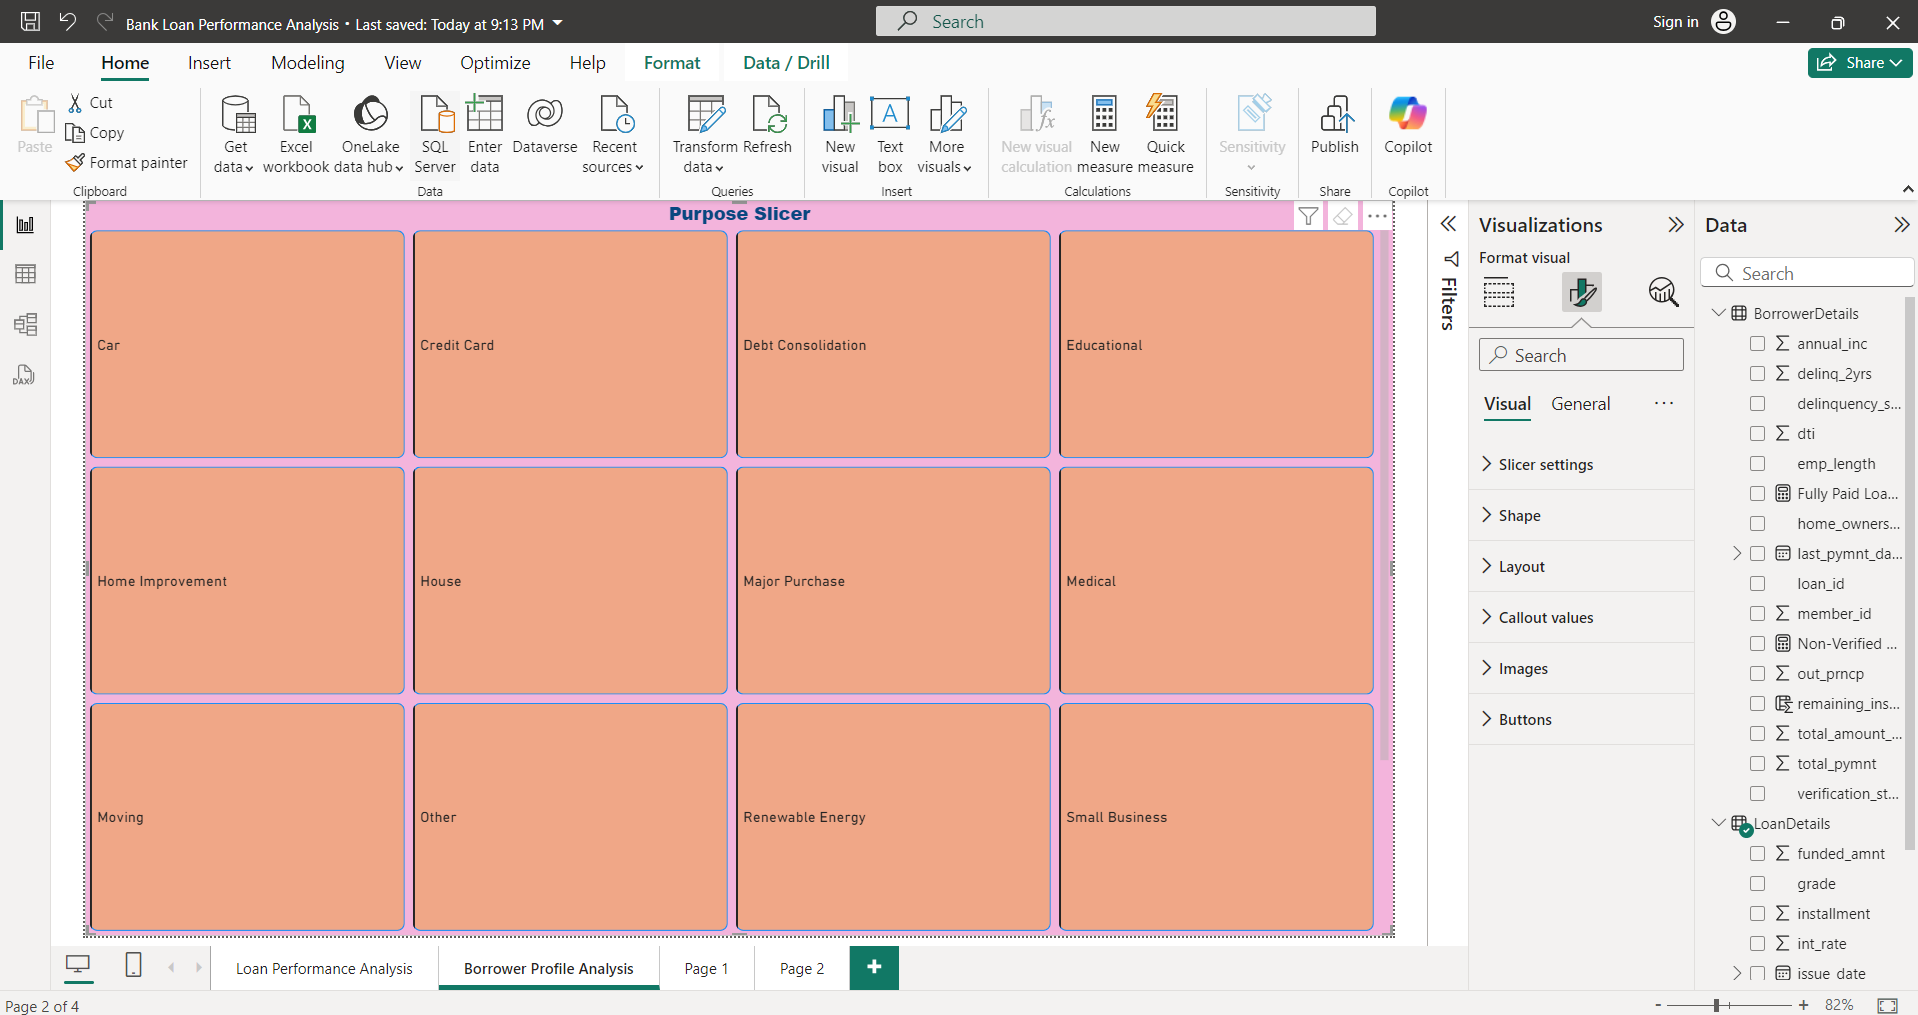 Bank Loan Performance Analysis • Last saved: Today at 9:13 PM
Search
Sign in
File
Home
Insert
Modeling
View
Optimize
Help
Format
Data / Drill
Share
Paste
Cut
Copy
Format painter
Clipboard
Get
data
Excel
workbook
OneLake
data hub
SQL
Server
Enter
data
Dataverse
Recent
sources
Data
Transform
data
Refresh
Queries
New
visual
Text
box
More
visuals
Insert
New visual
calculation
New
measure
Quick
measure
Calculations
Sensitivity
Sensitivity
Publish
Share
Copilot
Copilot
Purpose Slicer
Car
Credit Card
Debt Consolidation
Educational
Home Improvement
House
Major Purchase
Medical
Moving
Other
Renewable Energy
Small Business
Filters
Visualizations
Format visual
Search
Visual
General
Slicer settings
Shape
Layout
Callout values
Images
Buttons
Data
Search
BorrowerDetails
annual_inc
delinq_2yrs
delinquency_s...
dti
emp_length
Fully Paid Loa...
home_owners...
last_pymnt_da...
loan_id
member_id
Non-Verified ...
out_prncp
remaining_ins...
total_amount_...
total_pymnt
verification_st...
LoanDetails
funded_amnt
grade
installment
int_rate
issue_date
Loan Performance Analysis
Borrower Profile Analysis
Page 1
Page 2
Page 2 of 4
82%